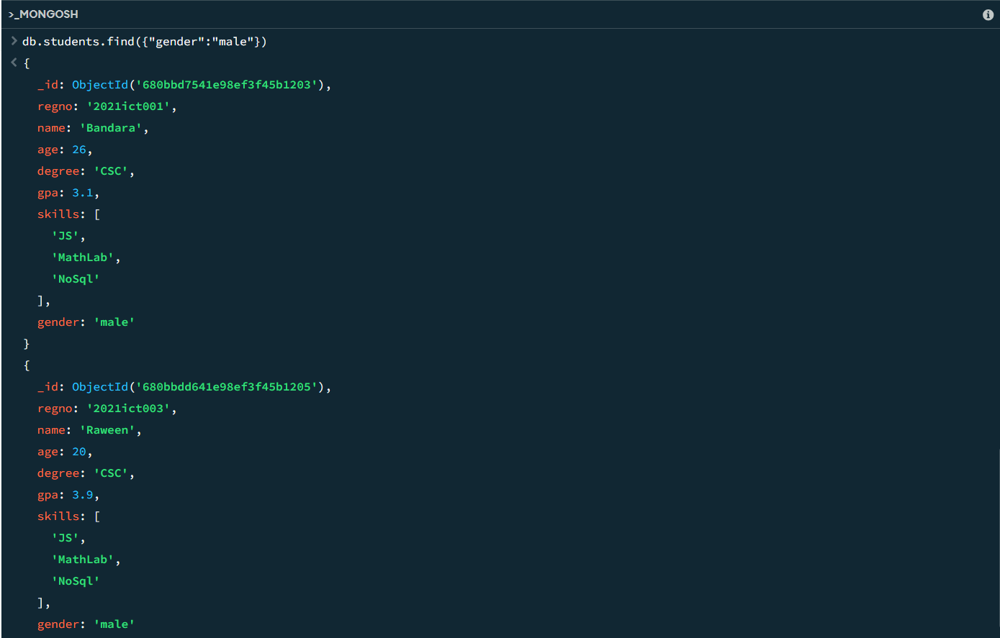 >_MONGOSH
> db.students.find({"gender":"male"})
< {
_id: ObjectId('680bbd7541e98ef3f45b1203'),
regno: '2021ict001',
name: 'Bandara',
age: 26,
degree: 'CSC',
gpa: 3.1,
skills: [
'JS',
'MathLab',
'NoSql'
],
gender: 'male'
}
{
_id: ObjectId('680bbdd641e98ef3f45b1205'),
regno: '2021ict003',
name: 'Raween',
age: 20,
degree: 'CSC',
gpa: 3.9,
skills: [
'JS',
'MathLab',
'NoSql'
],
gender: 'male'